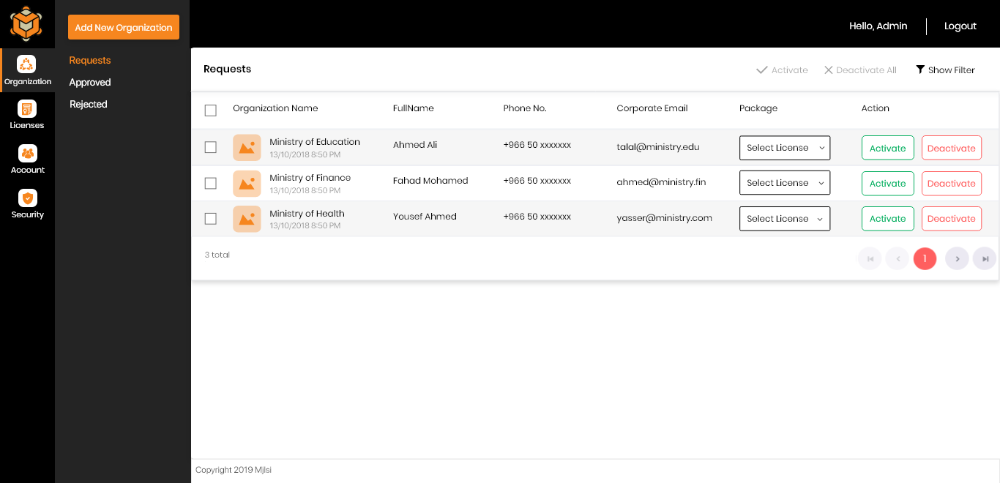 Hello, Admin
Logout
Add New Organization
Requests
Approved
Rejected
Organization
Licenses
Account
Security
Requests
Activate
Deactivate All
Show Filter
Organization Name FullName Phone No. Corporate Email Package Action
Ministry of Education
13/10/2018 8:50 PM
Ahmed Ali +966 50 xxxxxxx talal@ministry.edu Select License Activate Deactivate
Ministry of Finance
13/10/2018 8:50 PM
Fahad Mohamed +966 50 xxxxxxx ahmed@ministry.fin Select License Activate Deactivate
Ministry of Health
13/10/2018 8:50 PM
Yousef Ahmed +966 50 xxxxxxx yasser@ministry.com Select License Activate Deactivate
3 total
1
Copyright 2019 Mjlsi